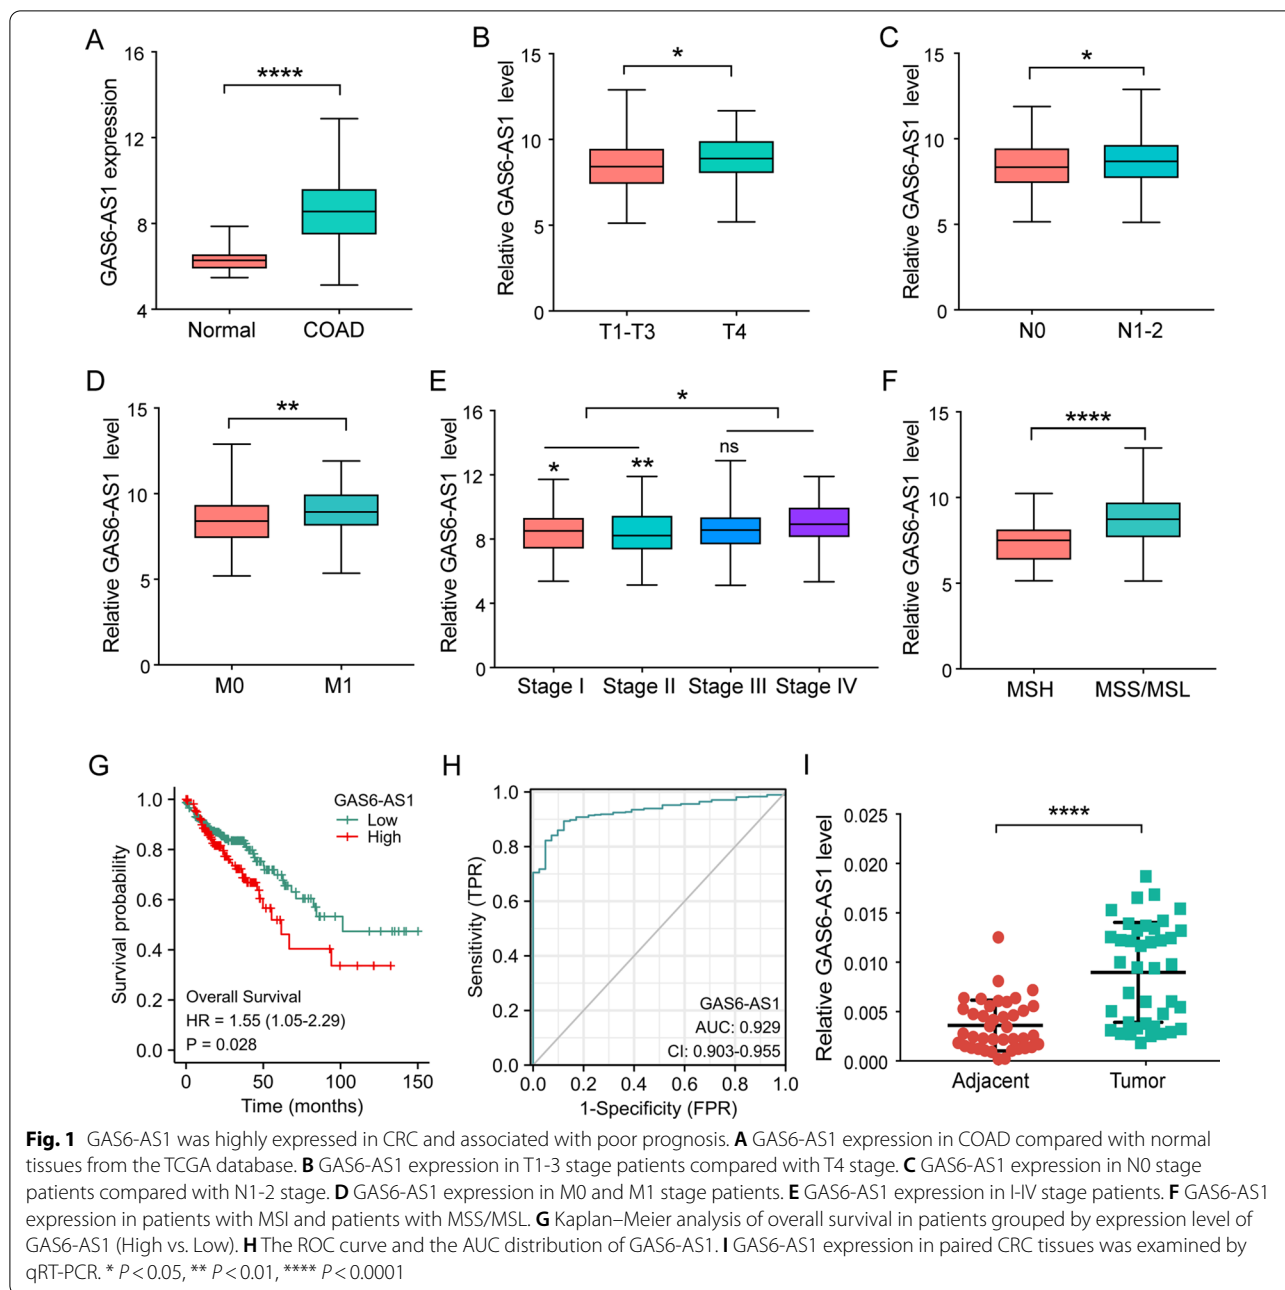 A
GAS6-AS1 expression
16
12
8
4
****
Normal
COAD
B
Relative GAS6-AS1 level
15
10
5
0
*
T1-T3
T4
C
Relative GAS6-AS1 level
15
10
5
0
*
N0
N1-2
D
Relative GAS6-AS1 level
15
10
5
0
**
M0
M1
E
Relative GAS6-AS1 level
16
12
8
4
0
*
*
**
ns
Stage I
Stage II
Stage III
Stage IV
F
Relative GAS6-AS1 level
15
10
5
0
****
MSH
MSS/MSL
G
Survival probability
1.0
0.8
0.6
0.4
0.2
0.0
GAS6-AS1
Low
High
Overall Survival
HR = 1.55 (1.05-2.29)
P = 0.028
0
50
100
150
Time (months)
H
Sensitivity (TPR)
1.0
0.8
0.6
0.4
0.2
0.0
GAS6-AS1
AUC: 0.929
CI: 0.903-0.955
0.0
0.2
0.4
0.6
0.8
1.0
1-Specificity (FPR)
I
Relative GAS6-AS1 level
0.025
0.020
0.015
0.010
0.005
0.000
****
Adjacent
Tumor
Fig. 1 GAS6-AS1 was highly expressed in CRC and associated with poor prognosis. A GAS6-AS1 expression in COAD compared with normal
tissues from the TCGA database. B GAS6-AS1 expression in T1-3 stage patients compared with T4 stage. C GAS6-AS1 expression in N0 stage
patients compared with N1-2 stage. D GAS6-AS1 expression in M0 and M1 stage patients. E GAS6-AS1 expression in I-IV stage patients. F GAS6-AS1
expression in patients with MSI and patients with MSS/MSL. G Kaplan–Meier analysis of overall survival in patients grouped by expression level of
GAS6-AS1 (High vs. Low). H The ROC curve and the AUC distribution of GAS6-AS1. I GAS6-AS1 expression in paired CRC tissues was examined by
qRT-PCR. * P < 0.05, ** P < 0.01, **** P < 0.0001